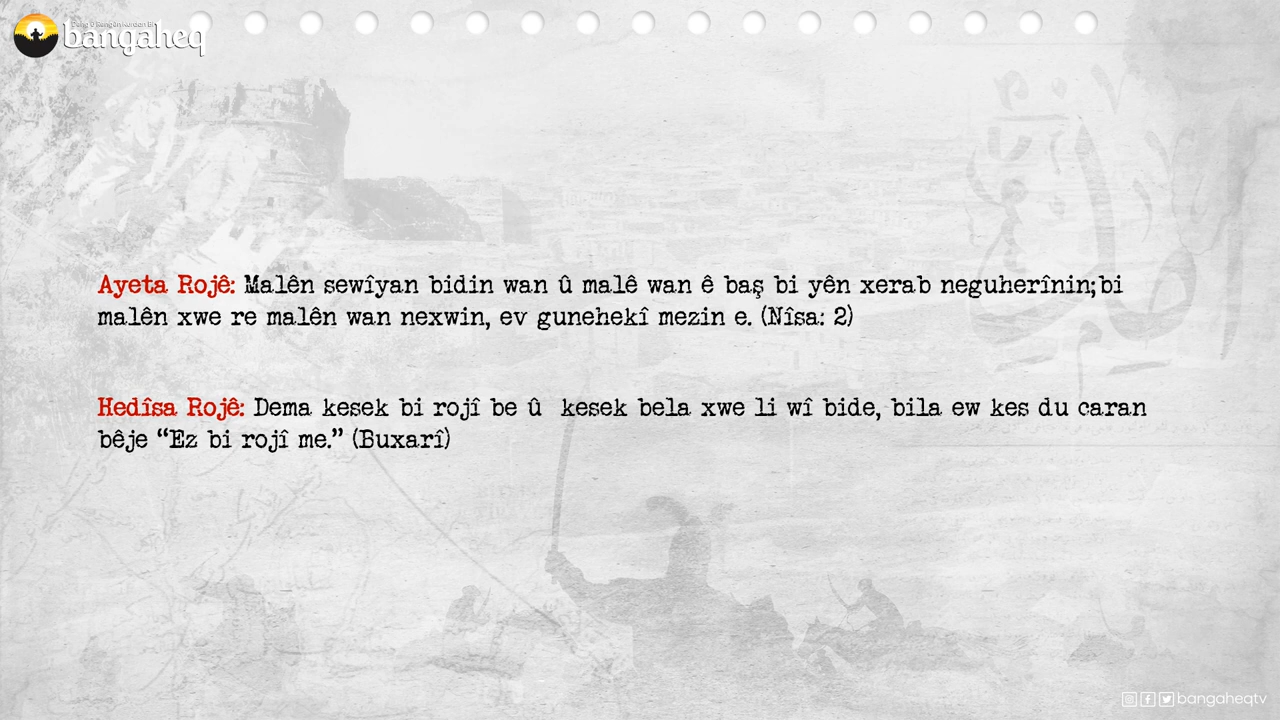 bangaheq
Ayeta Rojê: Malên sewîyan bidin wan û malê wan ê baş bi yên xerab neguherînin;bi
malên xwe re malên wan nexwin, ev gunehekî mezin e. (Nîsa: 2)
Hedîsa Rojê: Dema kesek bi rojî be û kesek bela xwe li wî bide, bila ew kes du caran
bêje “Ez bi rojî me.” (Buxarî)
bangaheqtv